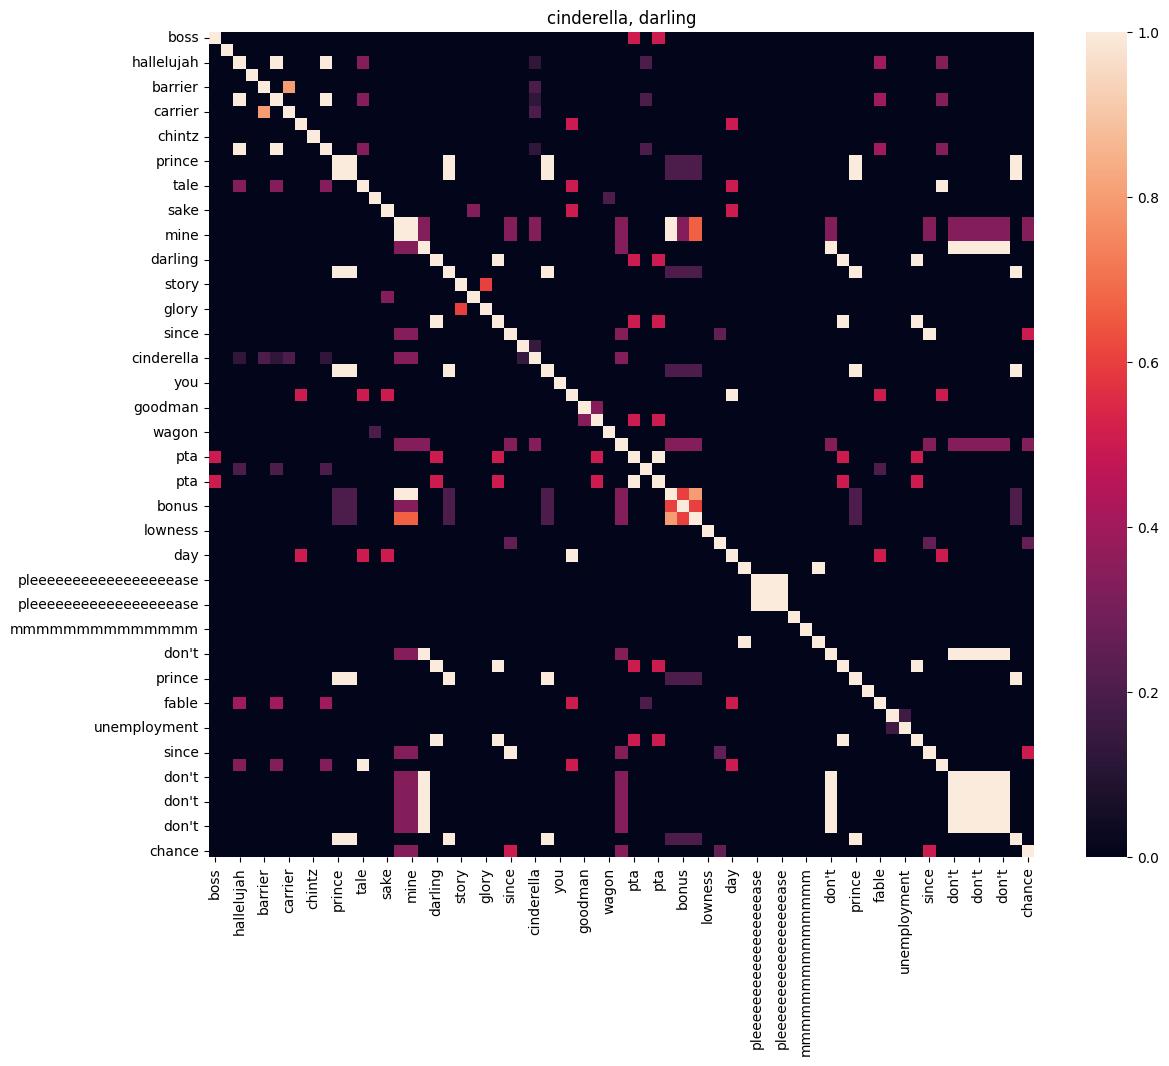 cinderella, darling
boss
hallelujah
barrier
carrier
chintz
prince
tale
sake
mine
darling
story
glory
since
cinderella
you
goodman
wagon
pta
pta
bonus
lowness
day
pleeeeeeeeeeeeeeeeeeease
pleeeeeeeeeeeeeeeeeeease
mmmmmmmmmmmmmmm
don't
prince
fable
unemployment
since
don't
don't
don't
chance
boss
hallelujah
barrier
carrier
chintz
prince
tale
sake
mine
darling
story
glory
since
cinderella
you
goodman
wagon
pta
pta
bonus
lowness
day
pleeeeeeeeeeeeeeeeeeease
pleeeeeeeeeeeeeeeeeeease
mmmmmmmmmmmmmmm
don't
prince
fable
unemployment
since
don't
don't
don't
chance
1.0
0.8
0.6
0.4
0.2
0.0